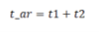 t_ar = t1 + t2